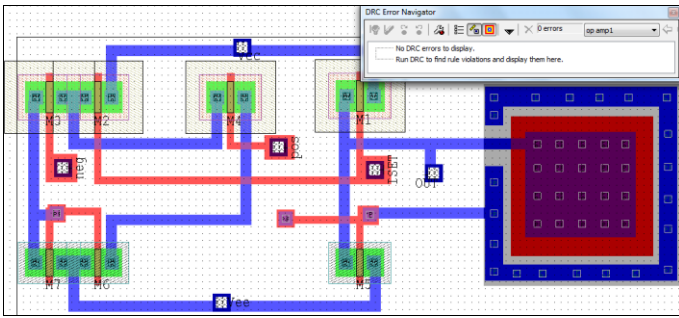 DRC Error Navigator
0 errors
op amp1
No DRC errors to display.
Run DRC to find rule violations and display them here.
Vcc
M3
M2
M4
M1
neg
pos
ISET
OUT
M7
M6
M5
Vee